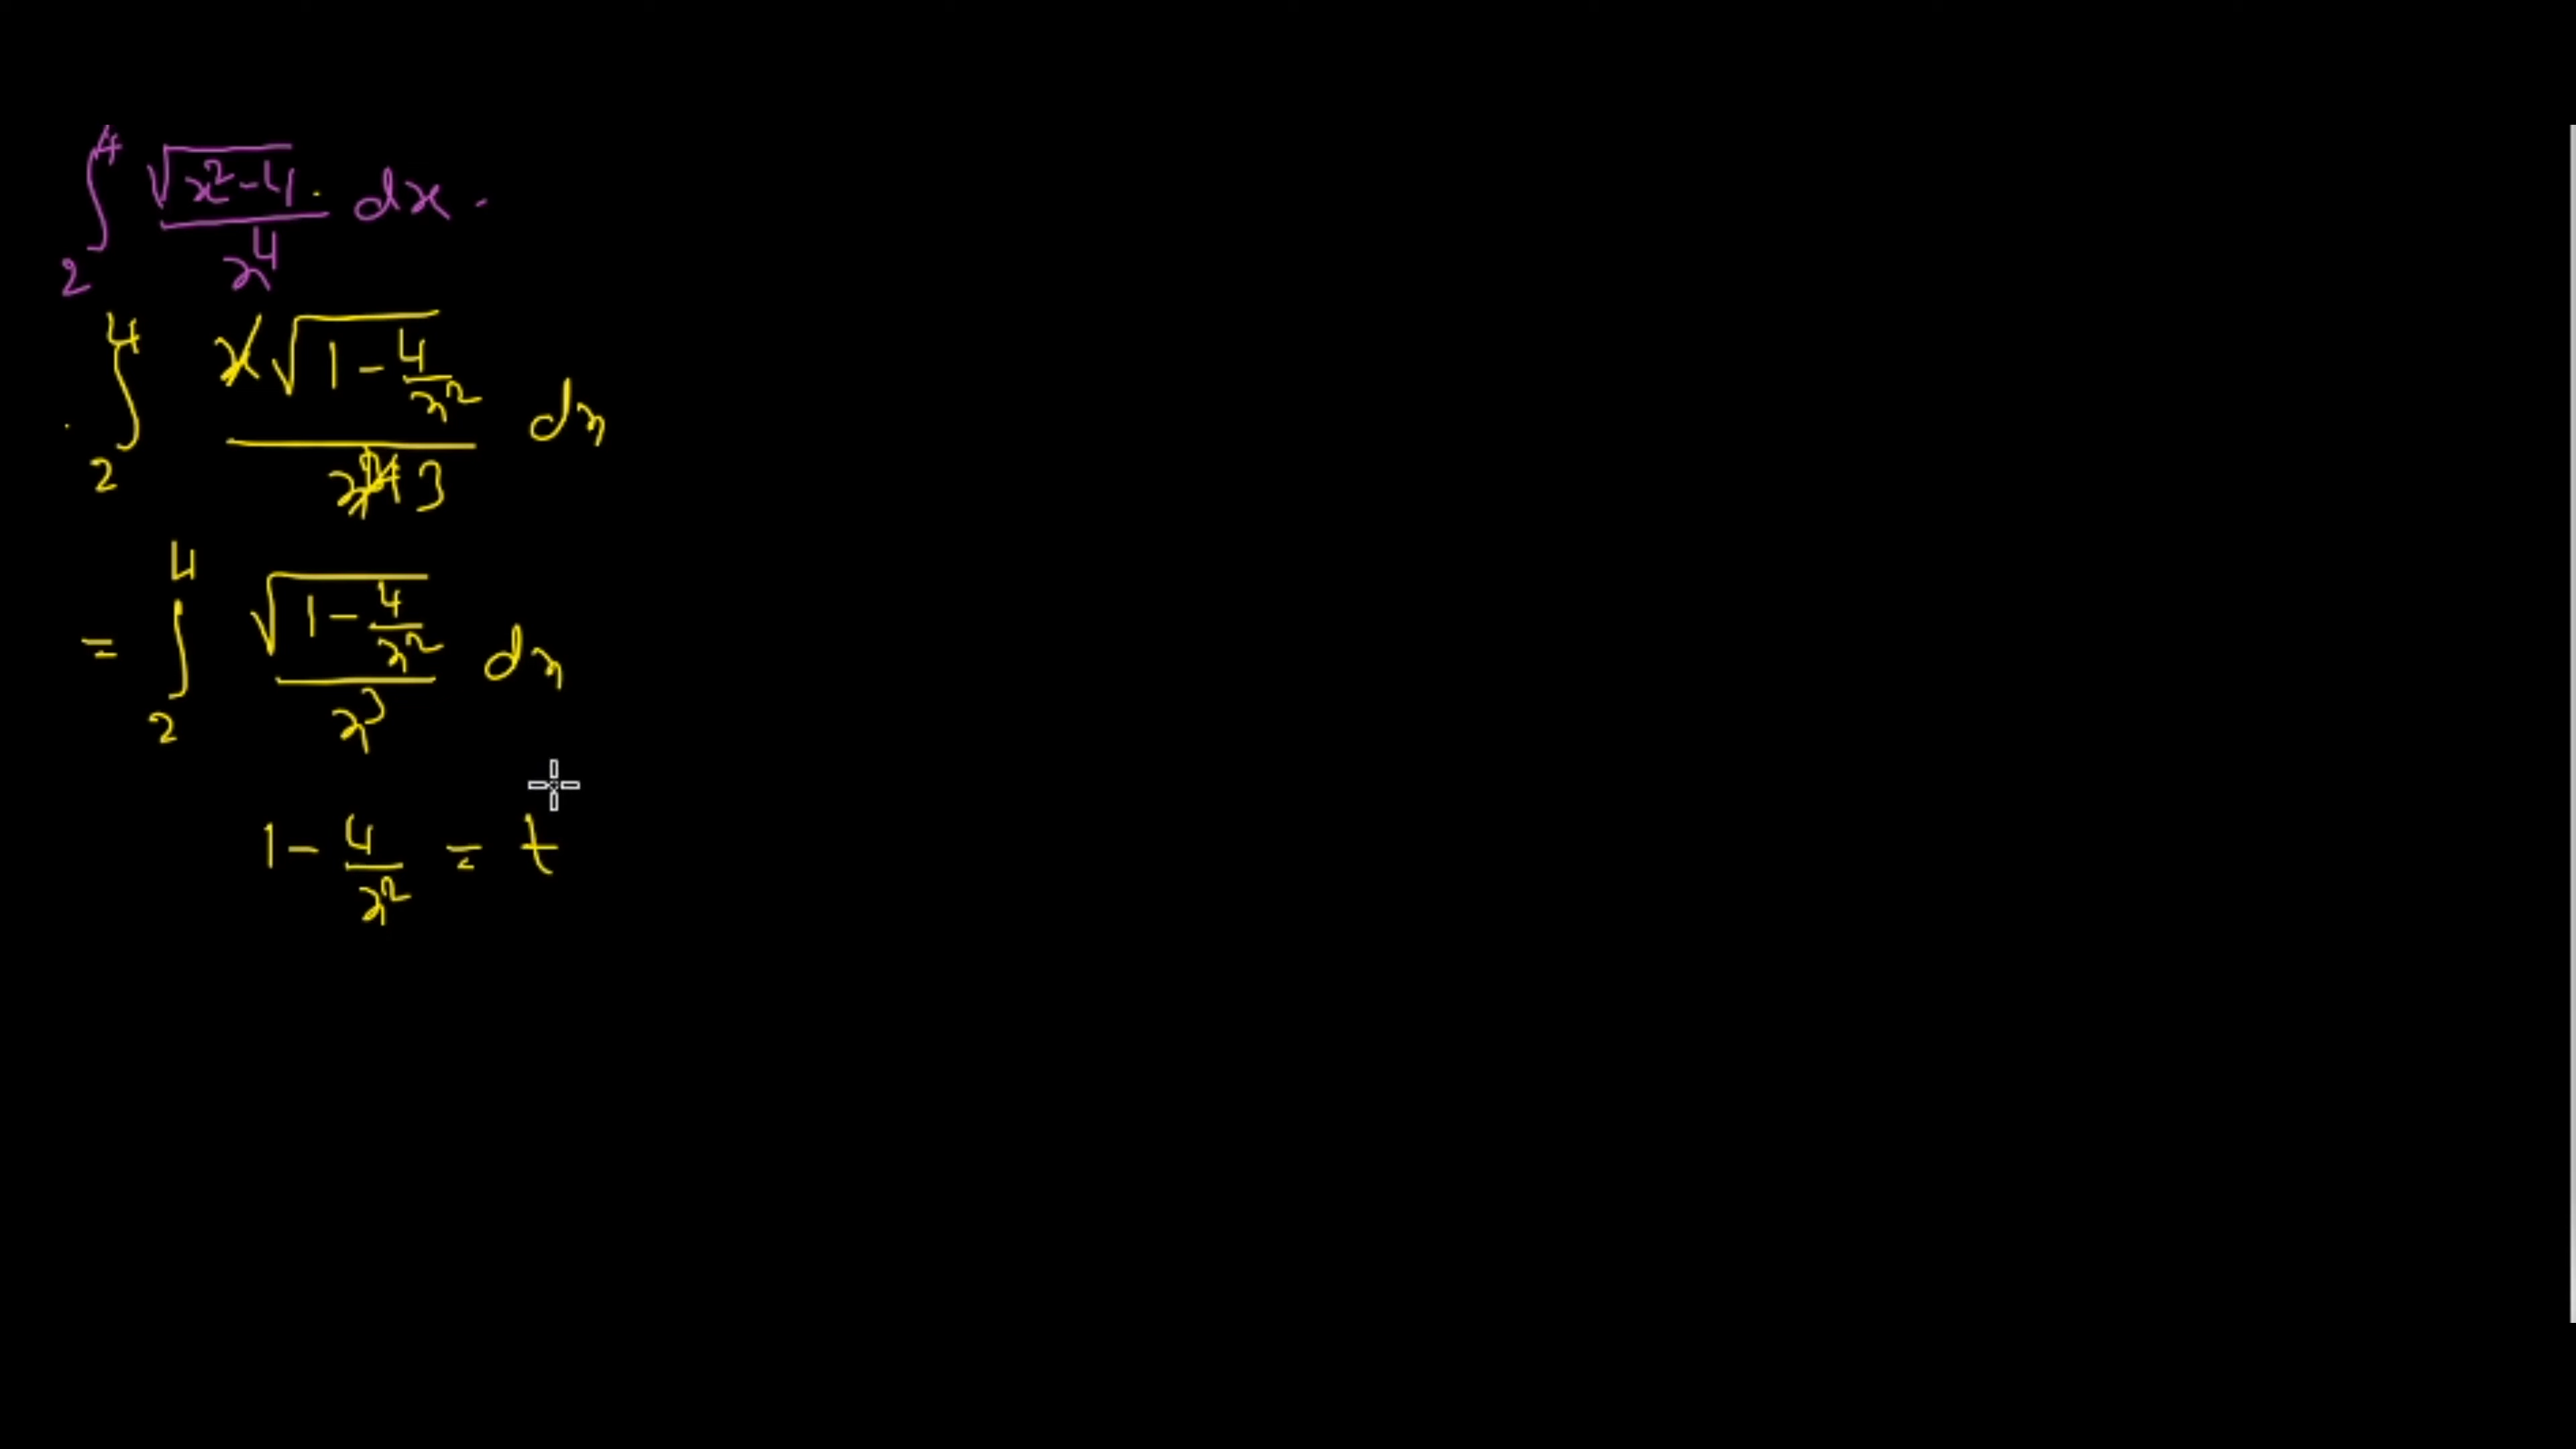 ∫₂⁴ √(x²-4) / x⁴ dx.
∫₂⁴ x√(1 - 4/x²) / x³ dx
= ∫₂⁴ √(1 - 4/x²) / x³ dx
1 - 4/x² = t